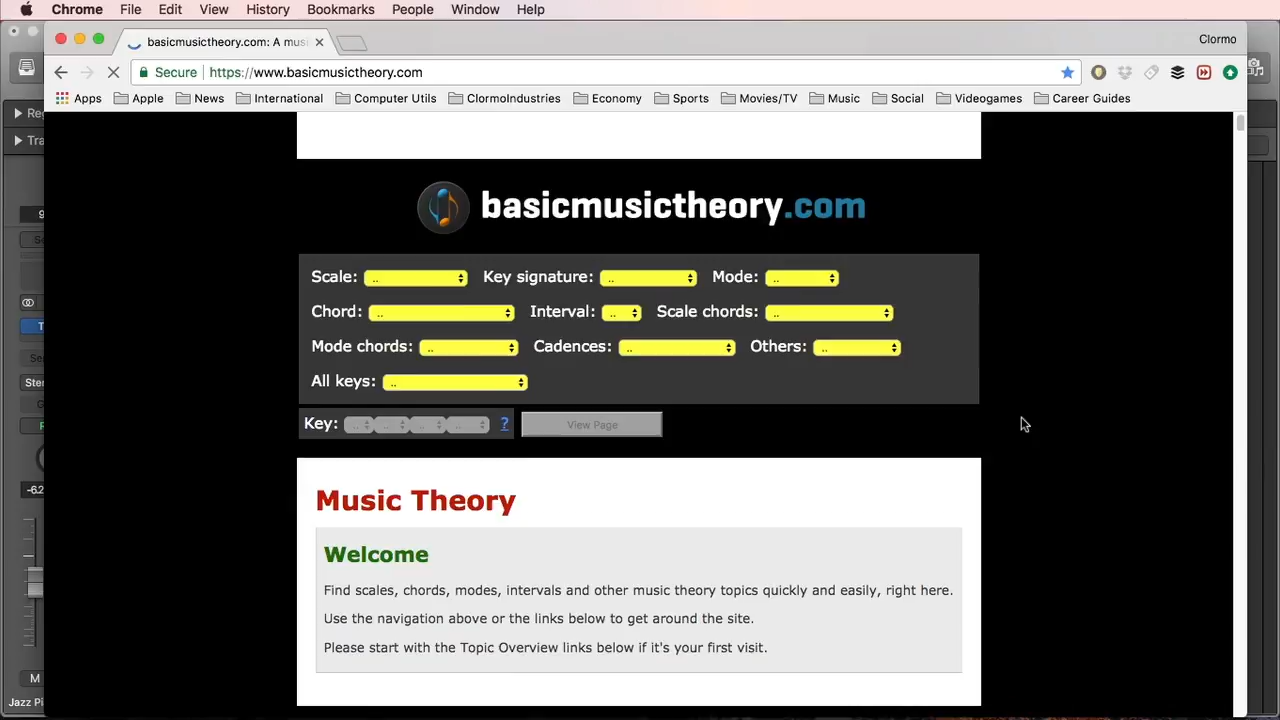 Chrome File Edit View History Bookmarks People Window Help
basicmusictheory.com: A mus
Clormo
Secure https://www.basicmusictheory.com
Apps Apple News International Computer Utils ClormoIndustries Economy Sports Movies/TV Music Social Videogames Career Guides
basicmusictheory.com
Scale: .. Key signature: .. Mode: ..
Chord: .. Interval: .. Scale chords: ..
Mode chords: .. Cadences: .. Others: ..
All keys: ..
Key: .. .. .. .. ? View Page
-6.2
Music Theory
Welcome
Find scales, chords, modes, intervals and other music theory topics quickly and easily, right here.
Use the navigation above or the links below to get around the site.
Please start with the Topic Overview links below if it's your first visit.
M
Jazz Pi